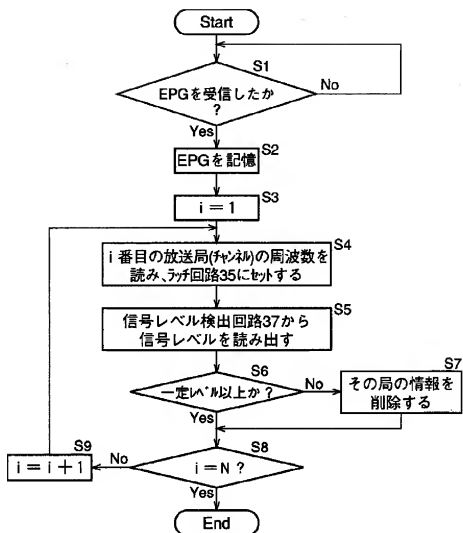 Start
S1
EPGを受信したか
?
No
Yes
S2
EPGを記憶
S3
i = 1
S4
i 番目の放送局(チャンネル)の周波数を
読み、ラッチ回路35にセットする
S5
信号レベル検出回路37から
信号レベルを読み出す
S6
一定レベル以上か ?
No
Yes
S7
その局の情報を
削除する
S8
i = N ?
No
Yes
S9
i = i + 1
End